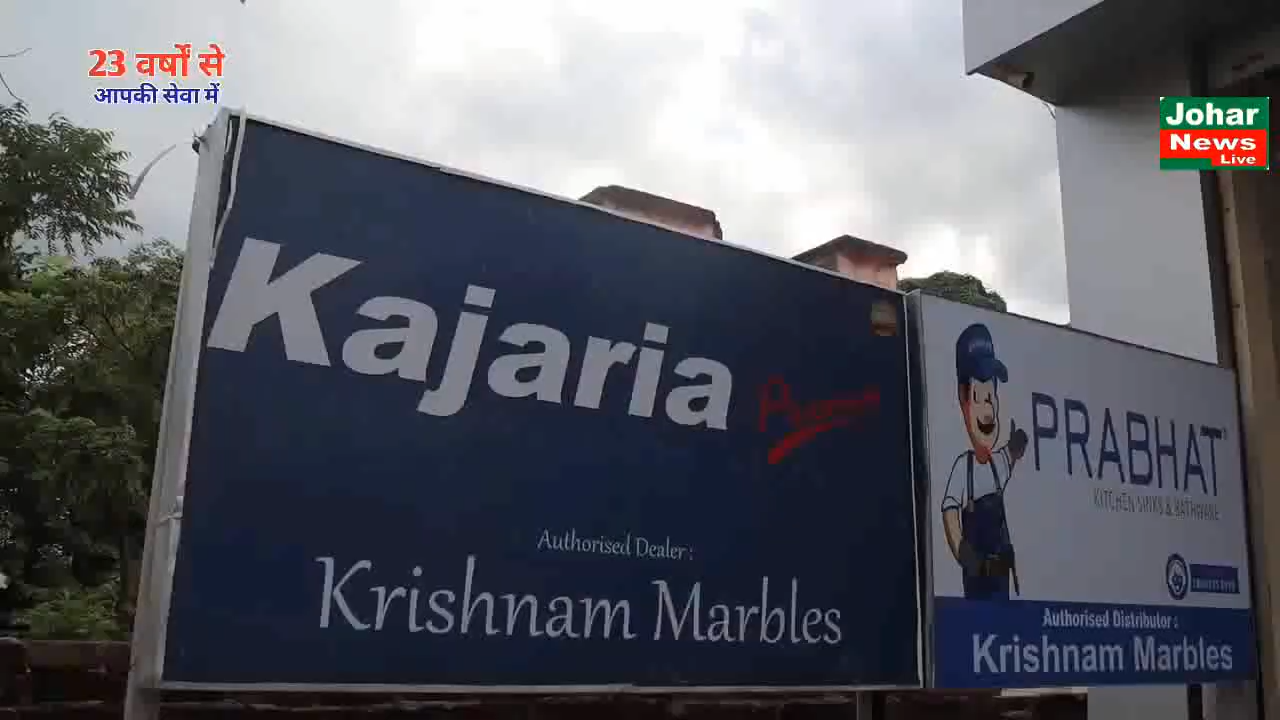 23 वर्षों से
आपकी सेवा में
Johar
News
Live
Kajaria
Authorised Dealer :
Krishnam Marbles
PRABHAT
KITCHEN SINKS & BATHWARE
Authorised Distributor :
Krishnam Marbles